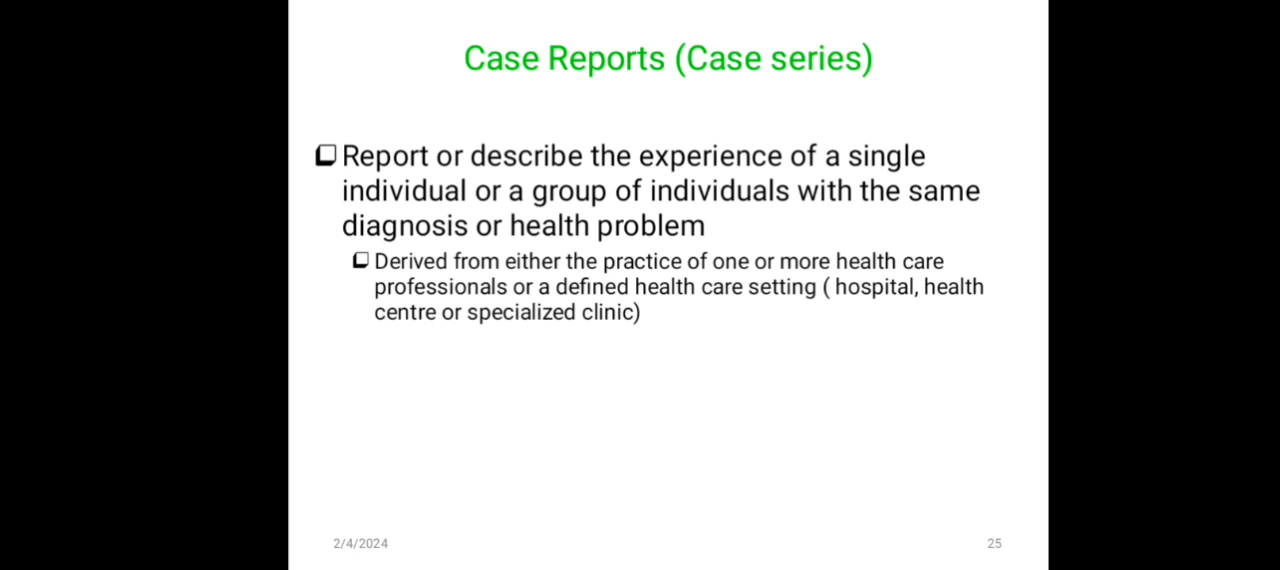 Case Reports (Case series)
Report or describe the experience of a single
individual or a group of individuals with the same
diagnosis or health problem
Derived from either the practice of one or more health care
professionals or a defined health care setting ( hospital, health
centre or specialized clinic)
2/4/2024
25